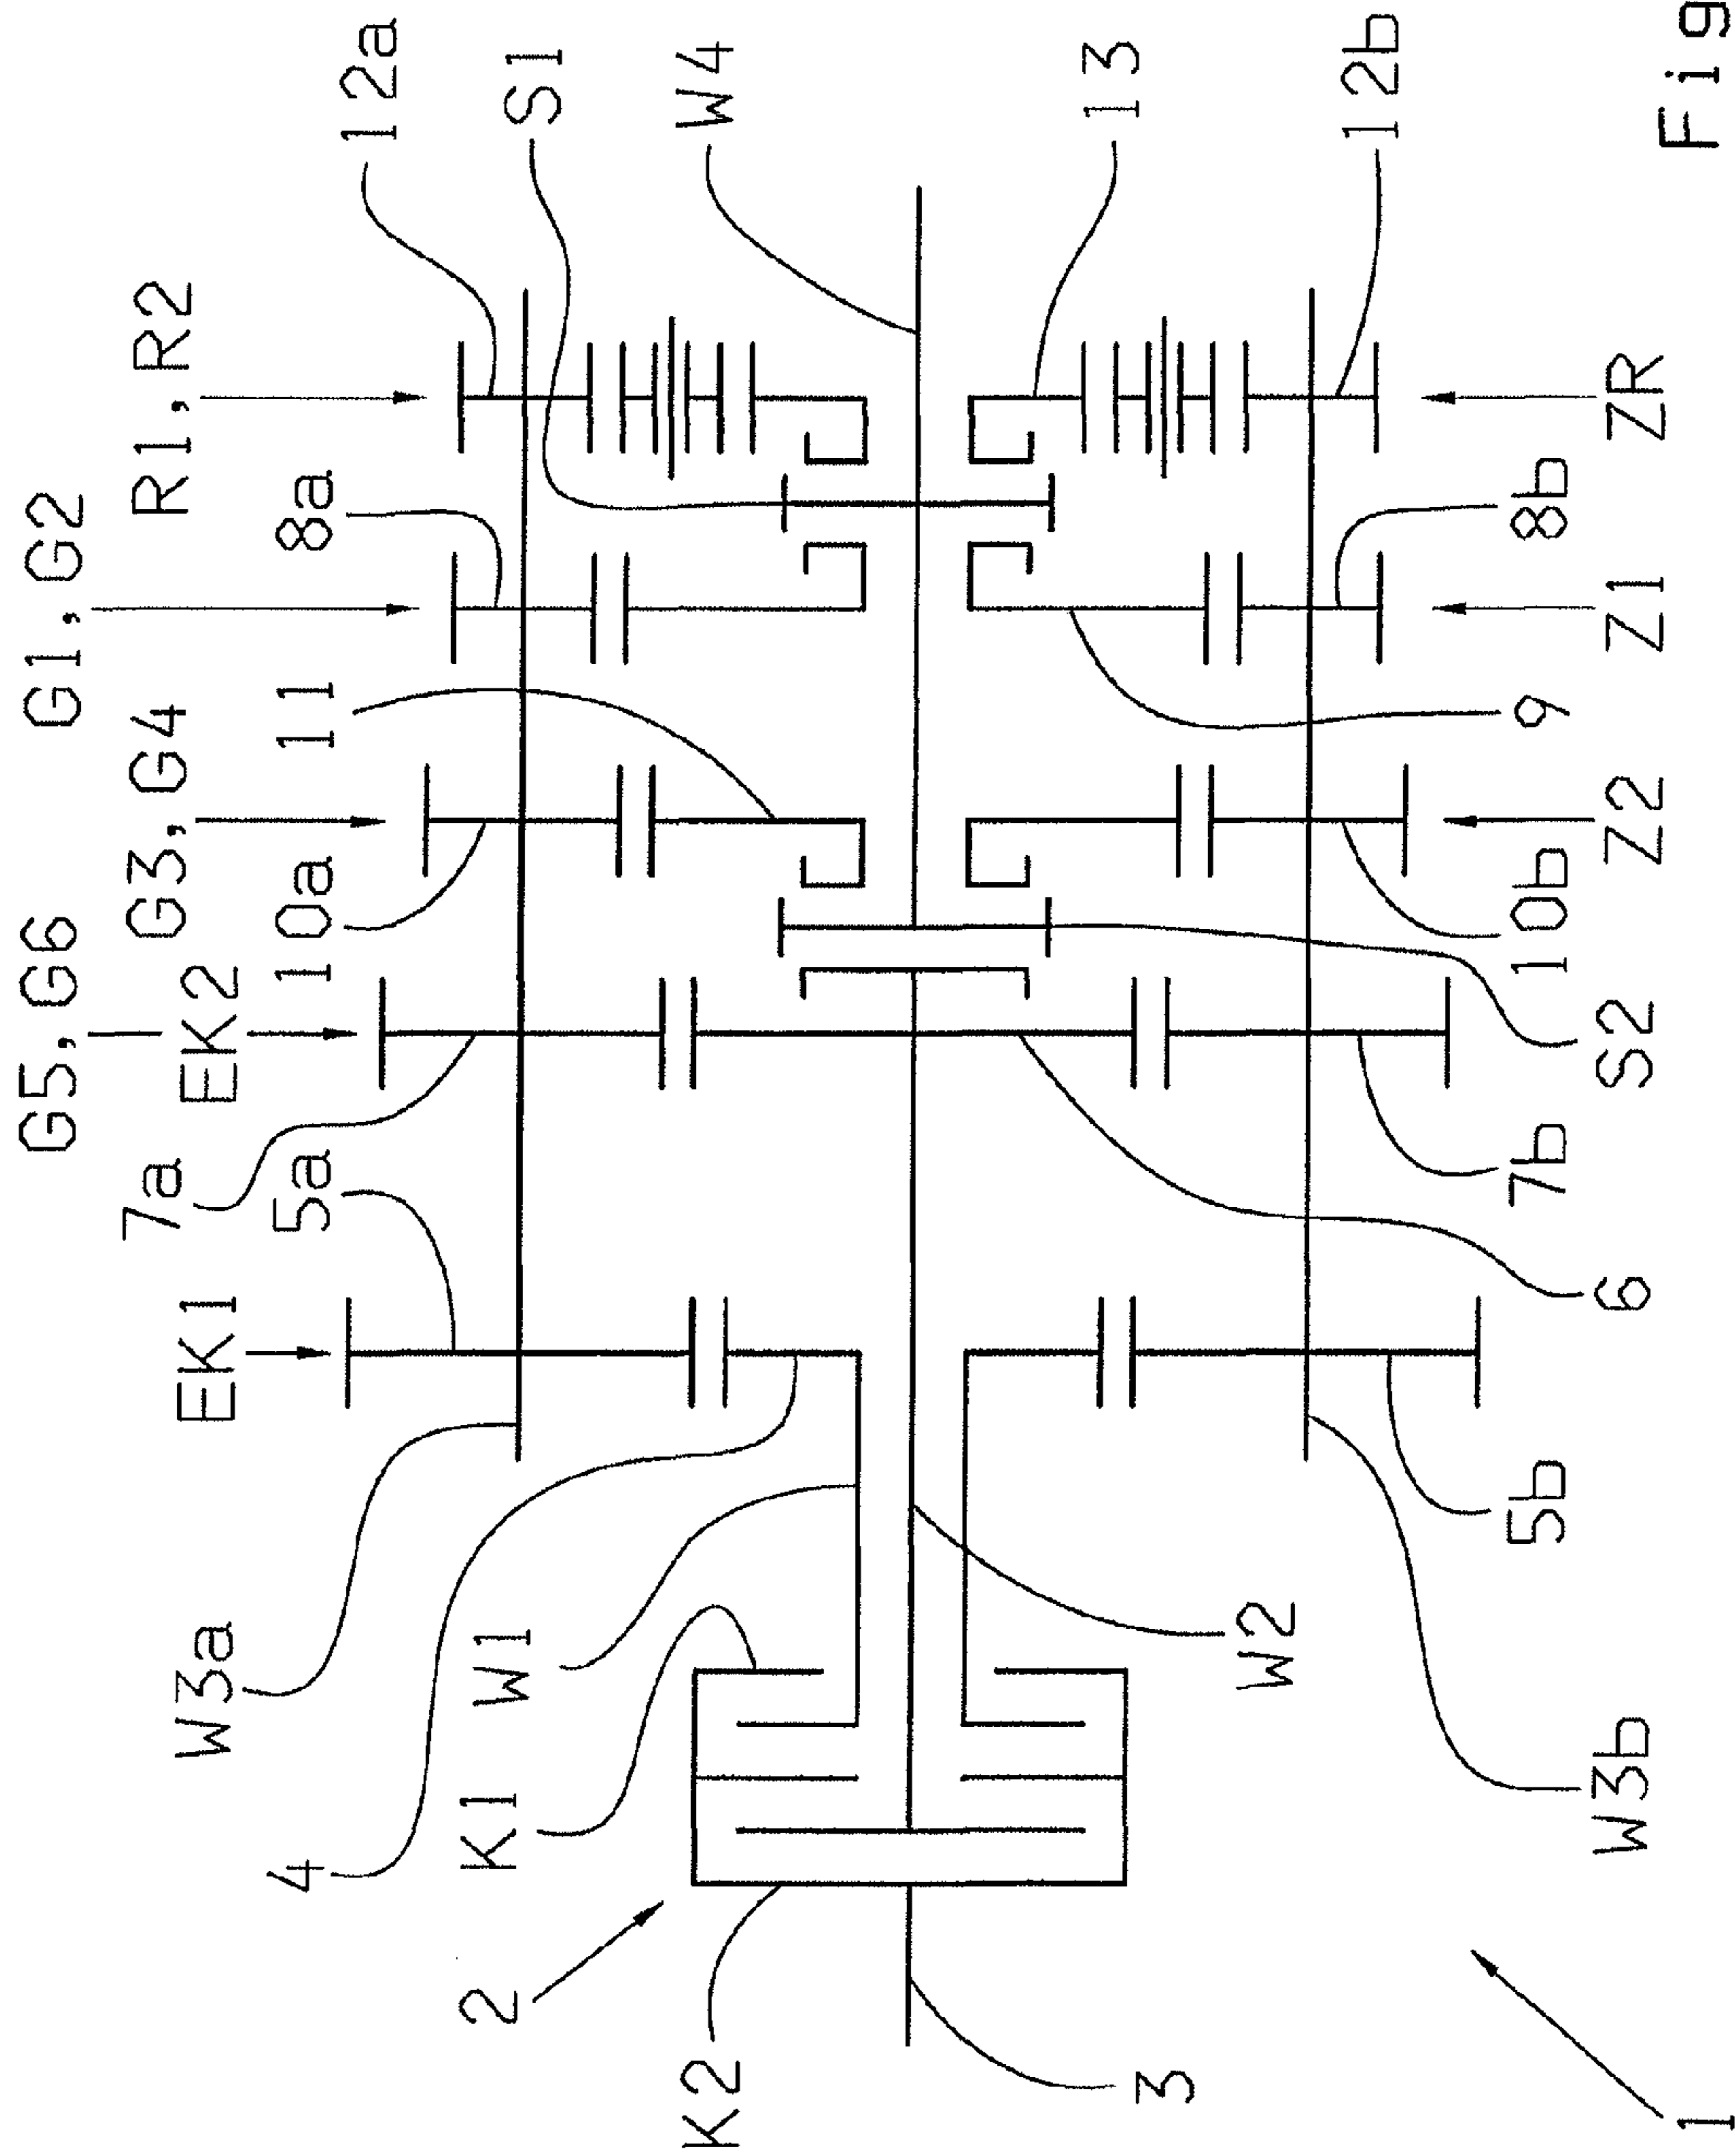 G5, G6
G1, G2
G3, G4
R1, R2
W3a
EK1
7a
EK2
4
5a
10a
11
8a
12a
2
K1
W1
S1
K2
W4
3
W2
13
5b
7b
10b
9
8b
12b
W3b
6
S2
Z2
Z1
ZR
1
Fig